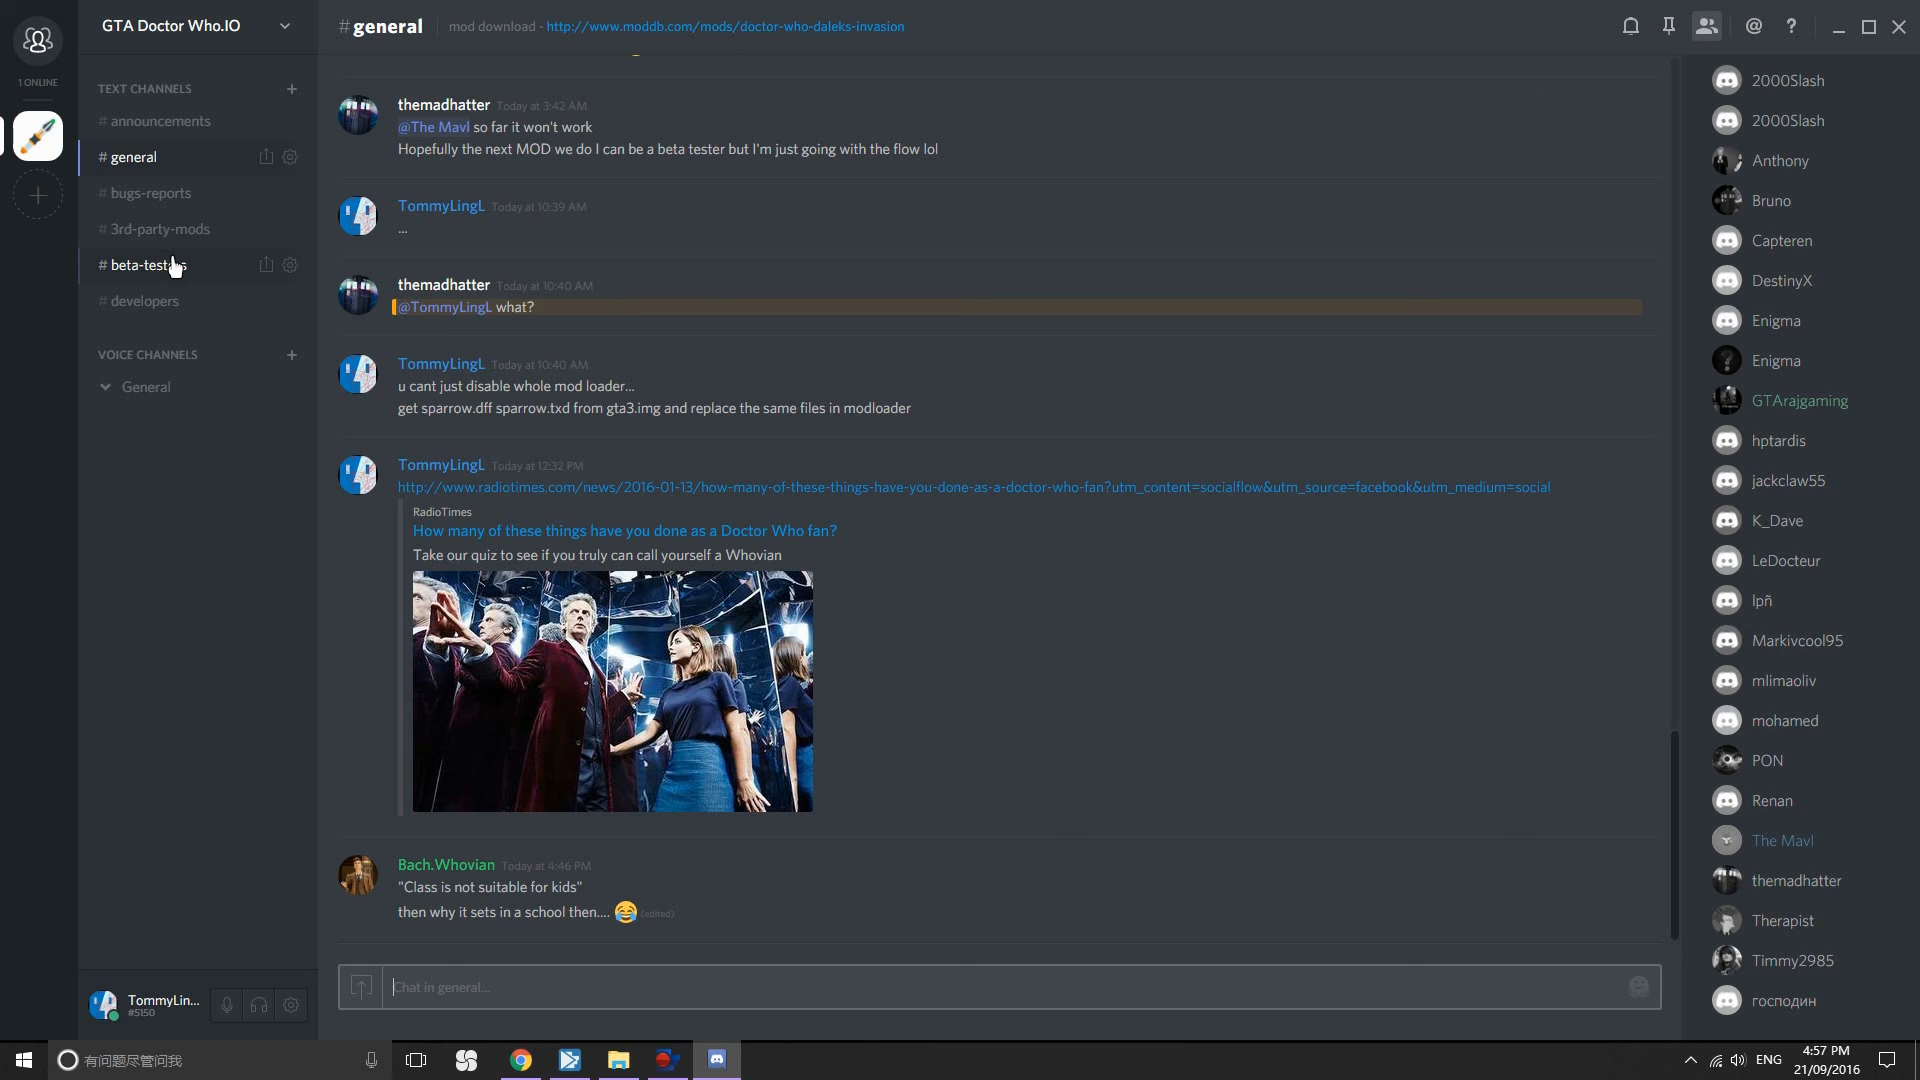 GTA Doctor Who.IO
#general
mod download - http://www.moddb.com/mods/doctor-who-daleks-invasion
1 ONLINE
TEXT CHANNELS
# announcements
# general
# bugs-reports
# 3rd-party-mods
# developers
VOICE CHANNELS
General
themadhatter Today at 3:42 AM
@The Mavl so far it won't work
Hopefully the next MOD we do I can be a beta tester but I'm just going with the flow lol
TommyLingL Today at 10:39 AM
...
themadhatter Today at 10:40 AM
@TommyLingL what?
TommyLingL Today at 10:40 AM
u cant just disable whole mod loader...
get sparrow.dff sparrow.txd from gta3.img and replace the same files in modloader
TommyLingL Today at 12:32 PM
http://www.radiotimes.com/news/2016-01-13/how-many-of-these-things-have-you-done-as-a-doctor-who-fan?utm_content=socialflow&utm_source=facebook&utm_medium=social
RadioTimes
How many of these things have you done as a Doctor Who fan?
Take our quiz to see if you truly can call yourself a Whovian
Bach.Whovian Today at 4:46 PM
"Class is not suitable for kids"
then why it sets in a school then.... 😂 (edited)
Chat in general...
2000Slash
2000Slash
Anthony
Bruno
Capteren
DestinyX
Enigma
Enigma
GTArajgaming
hptardis
jackclaw55
K_Dave
LeDocteur
lpñ
Markivcool95
mlimaoliv
mohamed
PON
Renan
The Mavl
themadhatter
Therapist
Timmy2985
господин
TommyLin...
#5150
有问题尽管问我
ENG
4:57 PM
21/09/2016